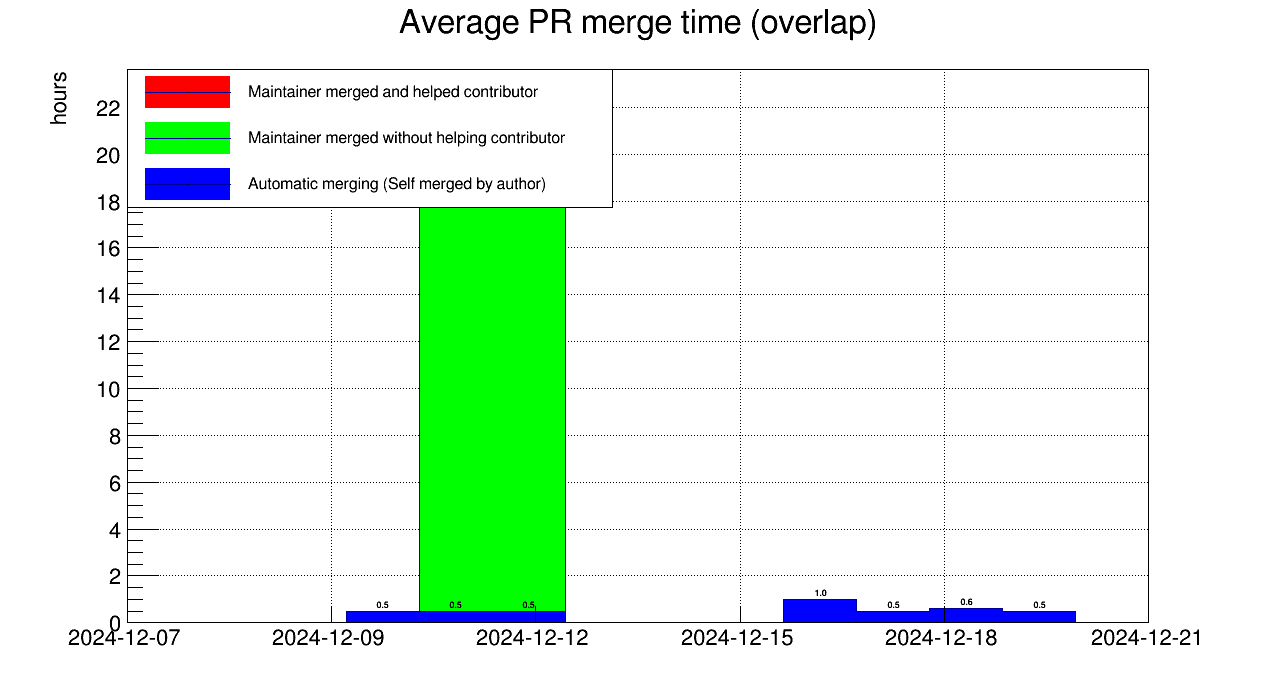 Average PR merge time (overlap)
hours
Maintainer merged and helped contributor
Maintainer merged without helping contributor
Automatic merging (Self merged by author)
22
20
18
16
14
12
10
8
6
4
2
0
0.5 0.5 0.5 1.0 0.5 0.6 0.5
2024-12-07 2024-12-09 2024-12-12 2024-12-15 2024-12-18 2024-12-21